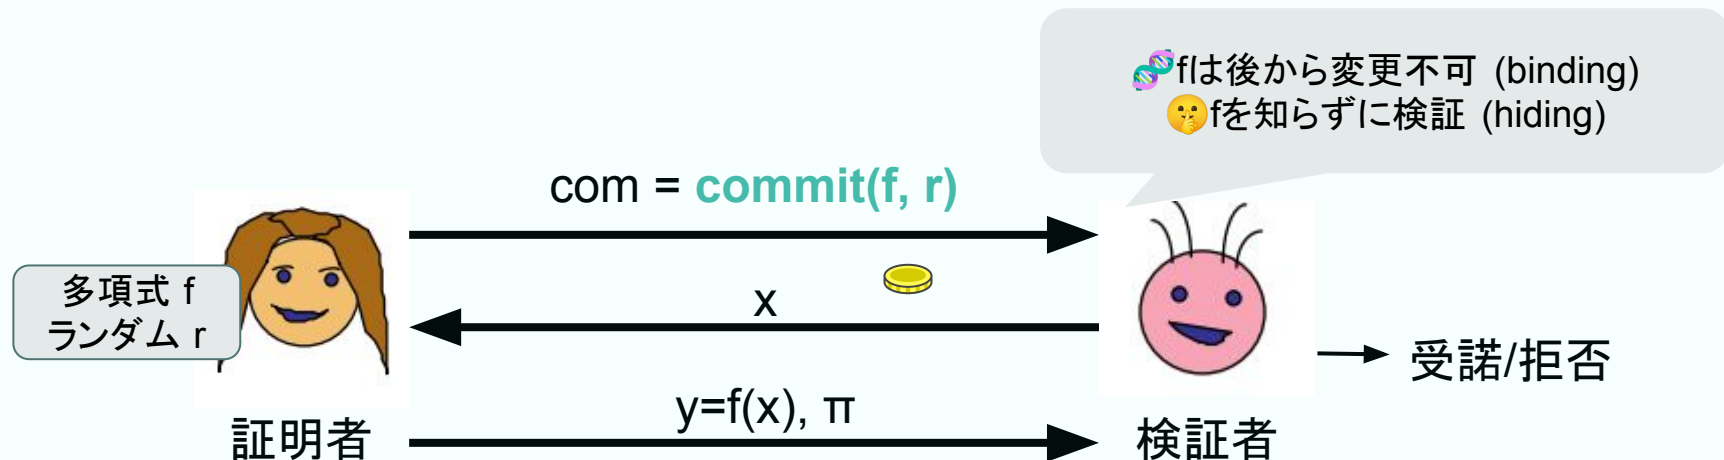 🧬fは後から変更不可 (binding)
🤫fを知らずに検証 (hiding)
com = commit(f, r)
多項式 f
ランダム r
x
受諾/拒否
y=f(x), π
証明者
検証者